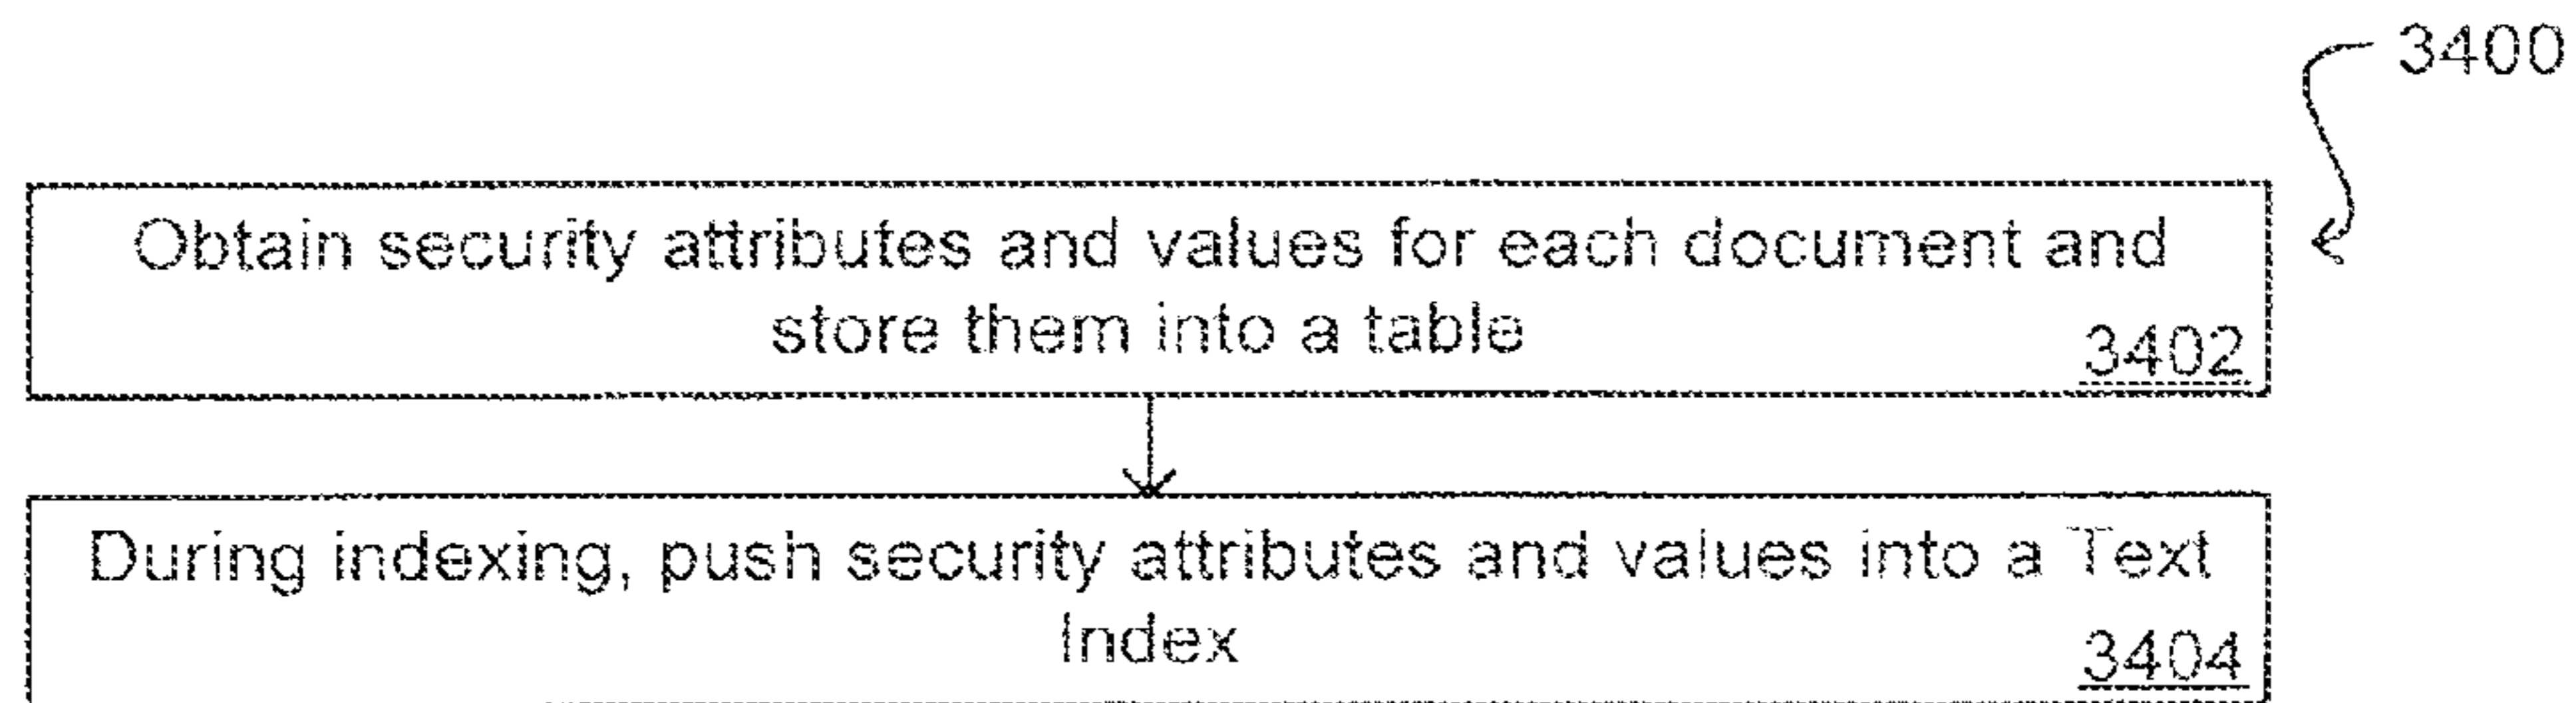 3400
Obtain security attributes and values for each document and
store them into a table
3402
During indexing, push security attributes and values into a Text
Index
3404